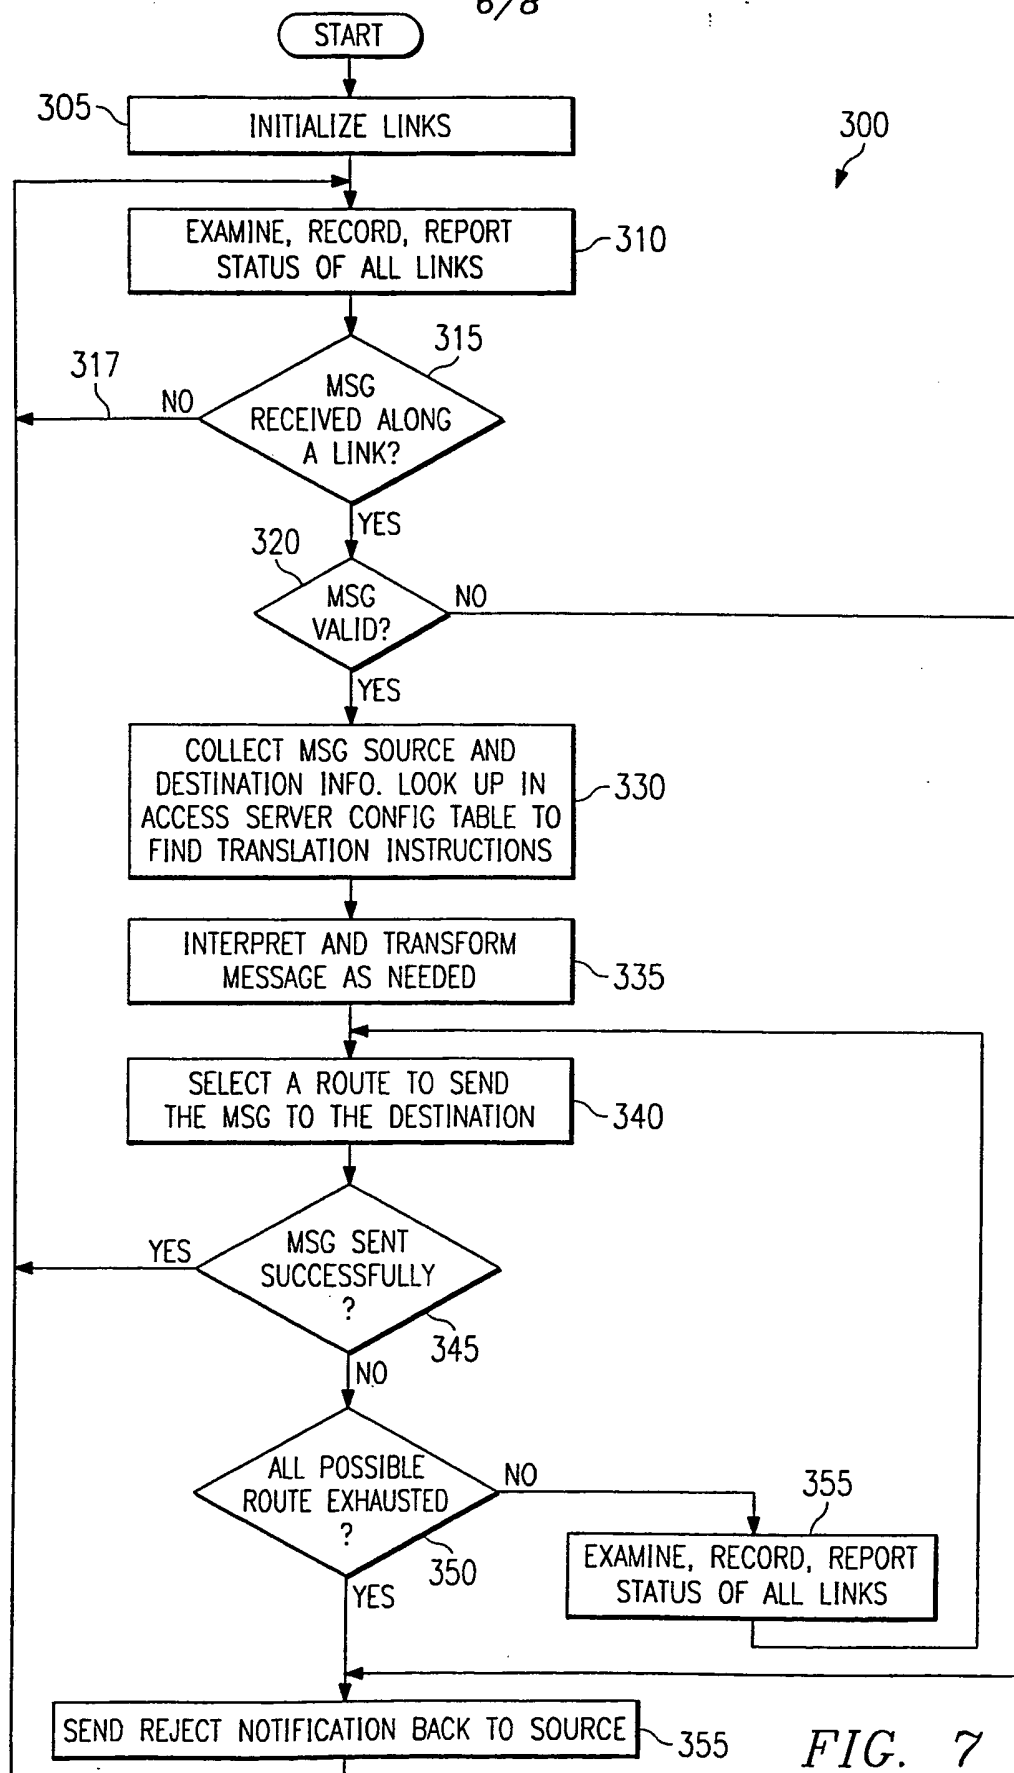 6/8
START
305
INITIALIZE LINKS
300
EXAMINE, RECORD, REPORT
STATUS OF ALL LINKS
310
315
317
NO
MSG
RECEIVED ALONG
A LINK?
YES
320
MSG
VALID?
NO
YES
COLLECT MSG SOURCE AND
DESTINATION INFO. LOOK UP IN
ACCESS SERVER CONFIG TABLE TO
FIND TRANSLATION INSTRUCTIONS
330
INTERPRET AND TRANSFORM
MESSAGE AS NEEDED
335
SELECT A ROUTE TO SEND
THE MSG TO THE DESTINATION
340
YES
MSG SENT
SUCCESSFULLY
?
345
NO
ALL POSSIBLE
ROUTE EXHAUSTED
?
350
NO
355
EXAMINE, RECORD, REPORT
STATUS OF ALL LINKS
YES
SEND REJECT NOTIFICATION BACK TO SOURCE
355
FIG. 7